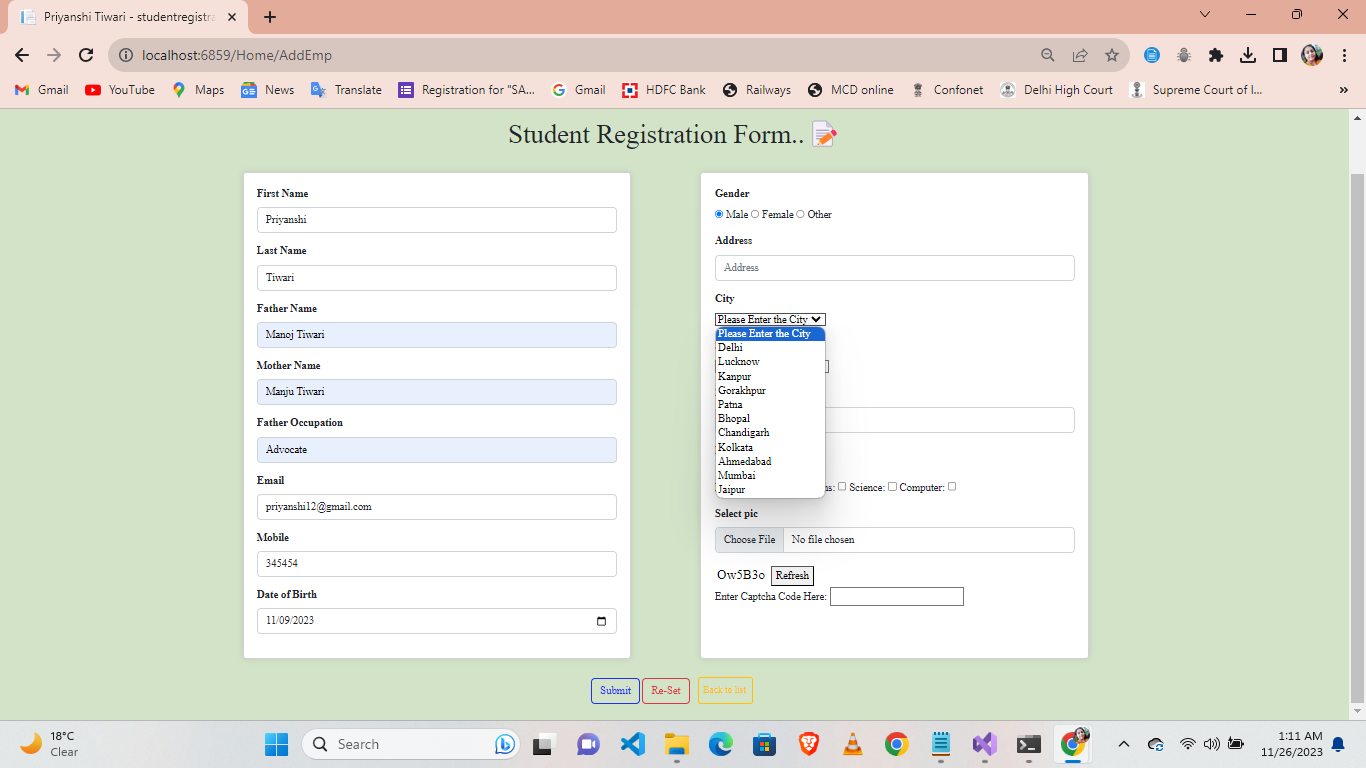 Priyanshi Tiwari - studentregistra
localhost:6859/Home/AddEmp
Gmail YouTube Maps News Translate Registration for "SA... Gmail HDFC Bank Railways MCD online Confonet Delhi High Court Supreme Court of I... »
Student Registration Form..
First Name
Priyanshi
Last Name
Tiwari
Father Name
Manoj Tiwari
Mother Name
Manju Tiwari
Father Occupation
Advocate
Email
priyanshi12@gmail.com
Mobile
345454
Date of Birth
11/09/2023
Gender
Male Female Other
Address
Address
City
Please Enter the City
Please Enter the City
Delhi
Lucknow
Kanpur
Gorakhpur
Patna
Bhopal
Chandigarh
Kolkata
Ahmedabad
Mumbai
Jaipur
Science: Computer:
Select pic
Choose File No file chosen
Ow5B3o Refresh
Enter Captcha Code Here:
Submit Re-Set Back to list
18°C
Clear
Search
1:11 AM
11/26/2023